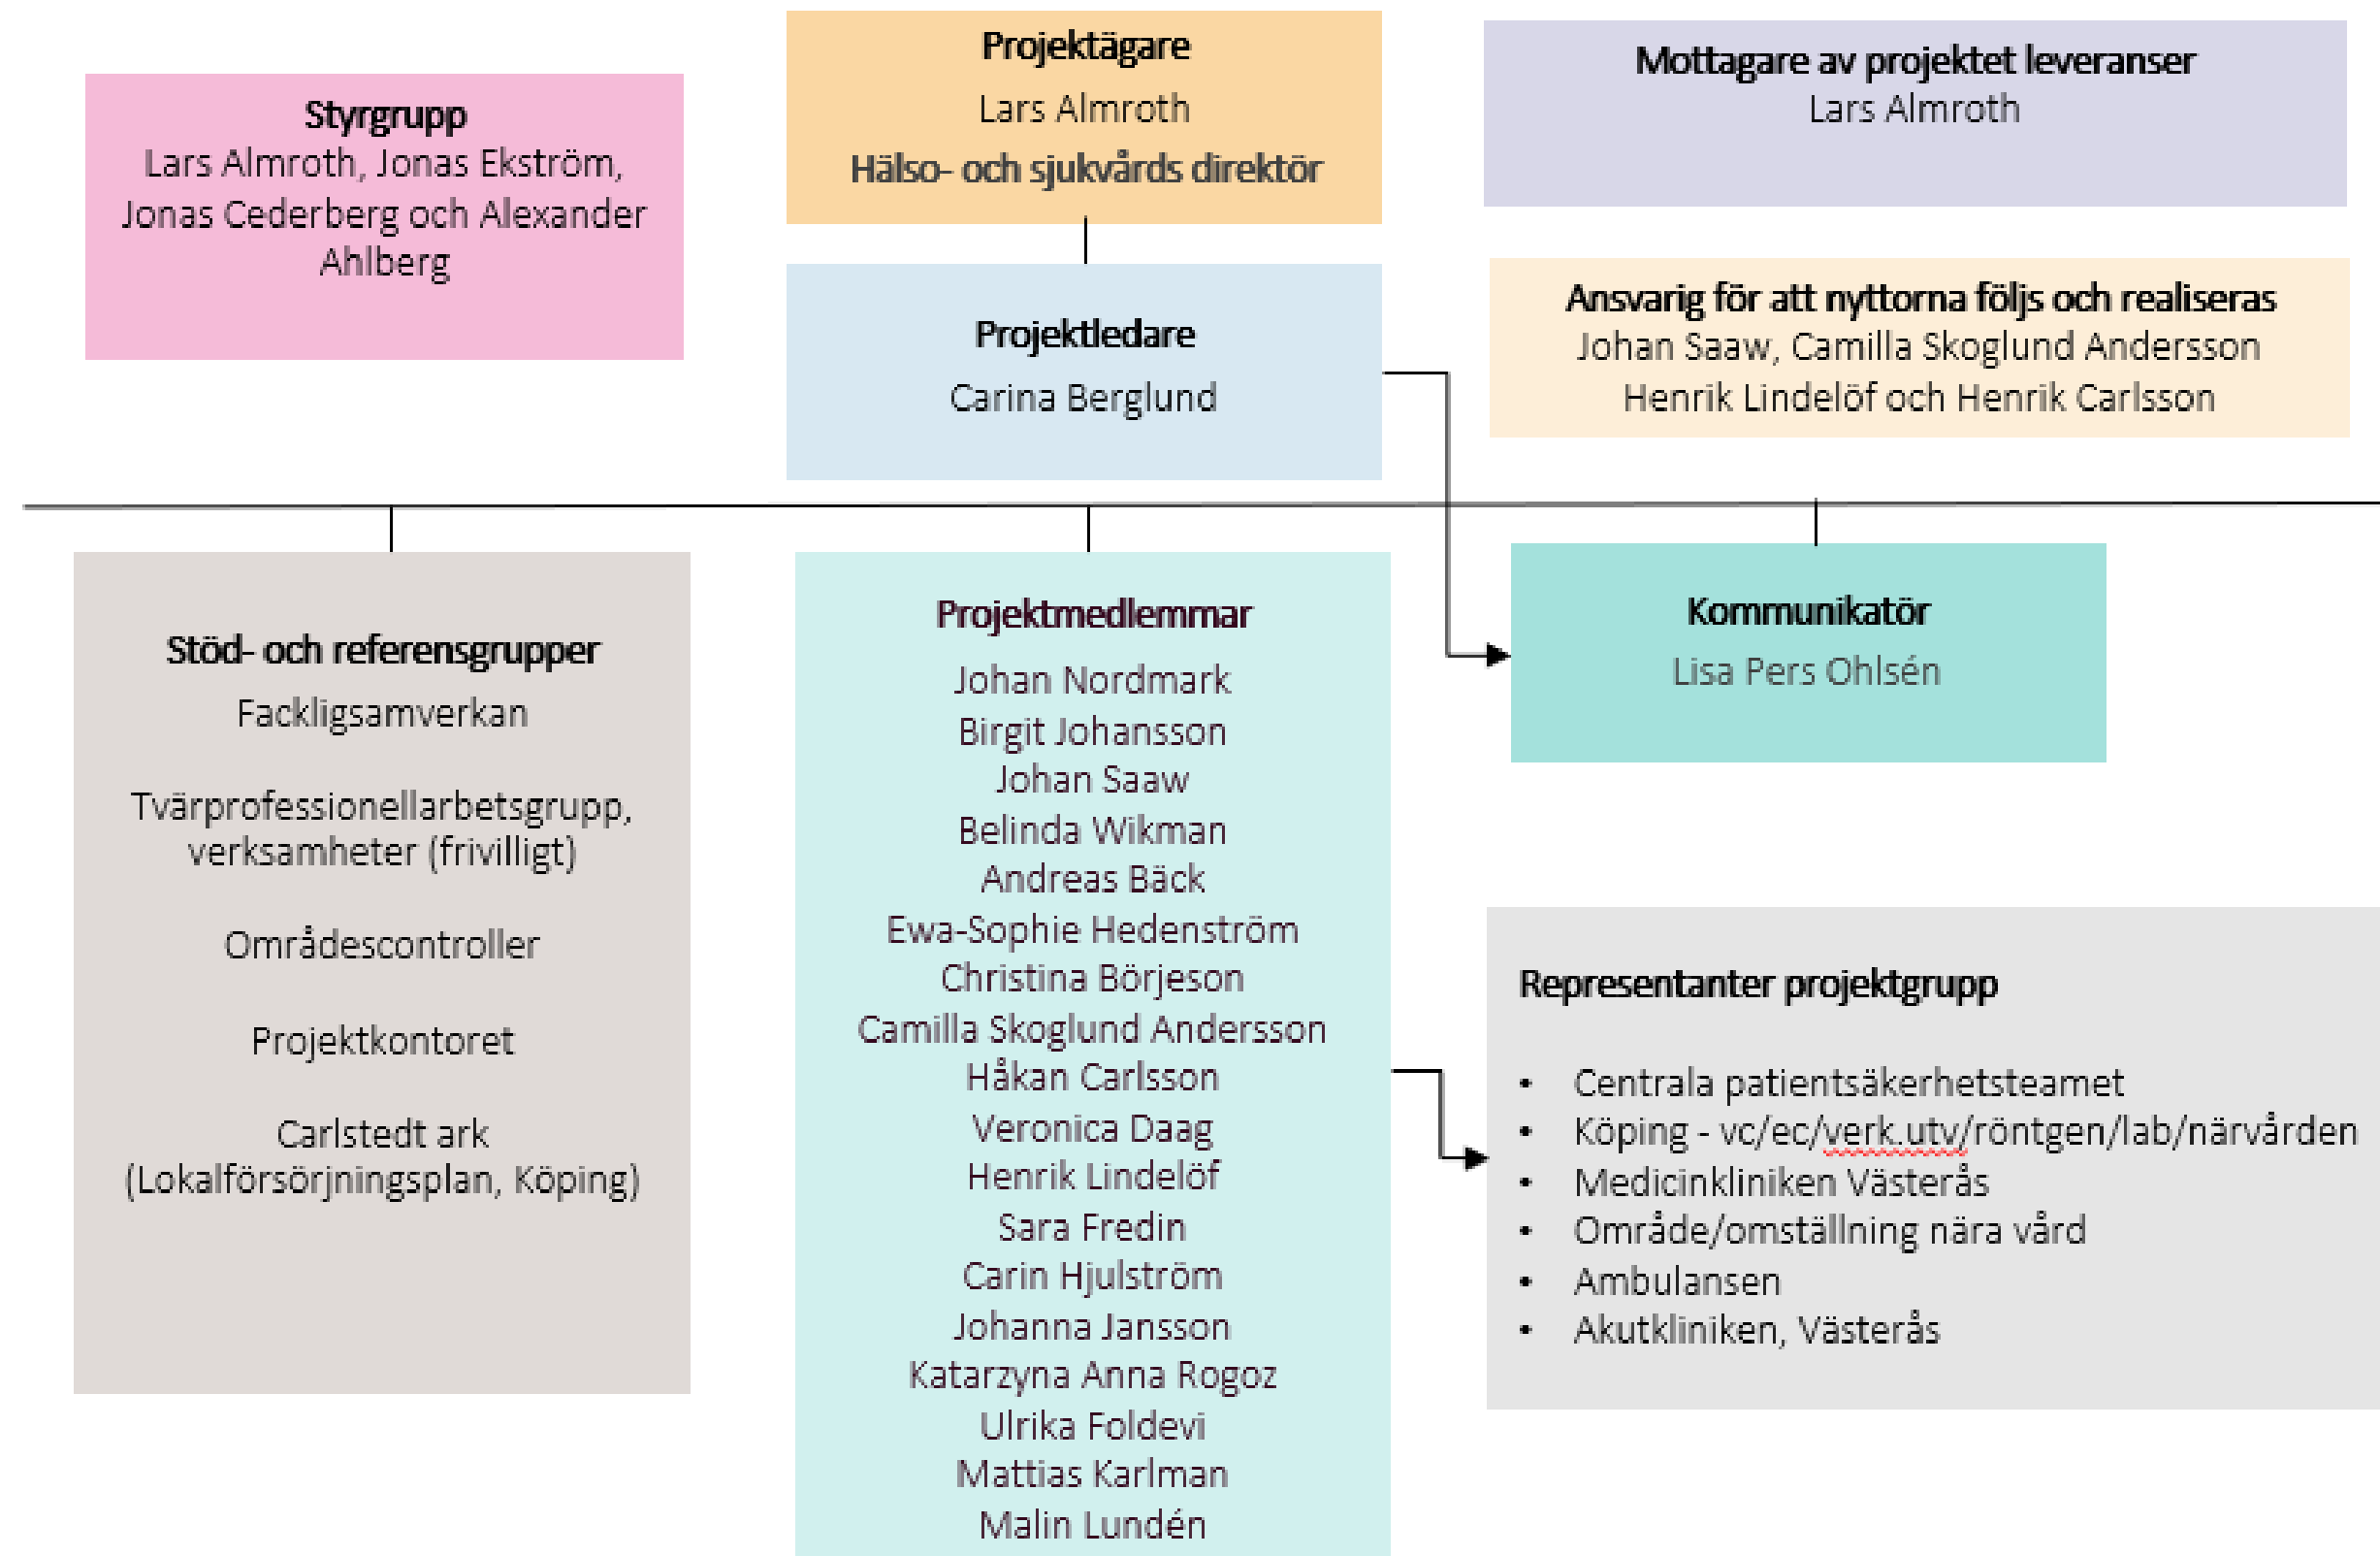 Styrgrupp
Lars Almroth, Jonas Ekström,
Jonas Cederberg och Alexander
Ahlberg
Projektägare
Lars Almroth
Hälso- och sjukvårds direktör
Mottagare av projektet leveranser
Lars Almroth
Projektledare
Carina Berglund
Ansvarig för att nyttorna följs och realiseras
Johan Saaw, Camilla Skoglund Andersson
Henrik Lindelöf och Henrik Carlsson
Stöd- och referensgrupper
Fackligsamverkan
Tvärprofessionellarbetsgrupp,
verksamheter (frivilligt)
Områdescontroller
Projektkontoret
Carlstedt ark
(Lokalförsörjningsplan, Köping)
Projektmedlemmar
Johan Nordmark
Birgit Johansson
Johan Saaw
Belinda Wikman
Andreas Bäck
Ewa-Sophie Hedenström
Christina Börjeson
Camilla Skoglund Andersson
Håkan Carlsson
Veronica Daag
Henrik Lindelöf
Sara Fredin
Carin Hjulström
Johanna Jansson
Katarzyna Anna Rogoz
Ulrika Foldevi
Mattias Karlman
Malin Lundén
Kommunikatör
Lisa Pers Ohlsén
Representanter projektgrupp
• Centrala patientsäkerhetsteamet
• Köping - vc/ec/verk.utv/röntgen/lab/närvården
• Medicinkliniken Västerås
• Område/omställning nära vård
• Ambulansen
• Akutkliniken, Västerås